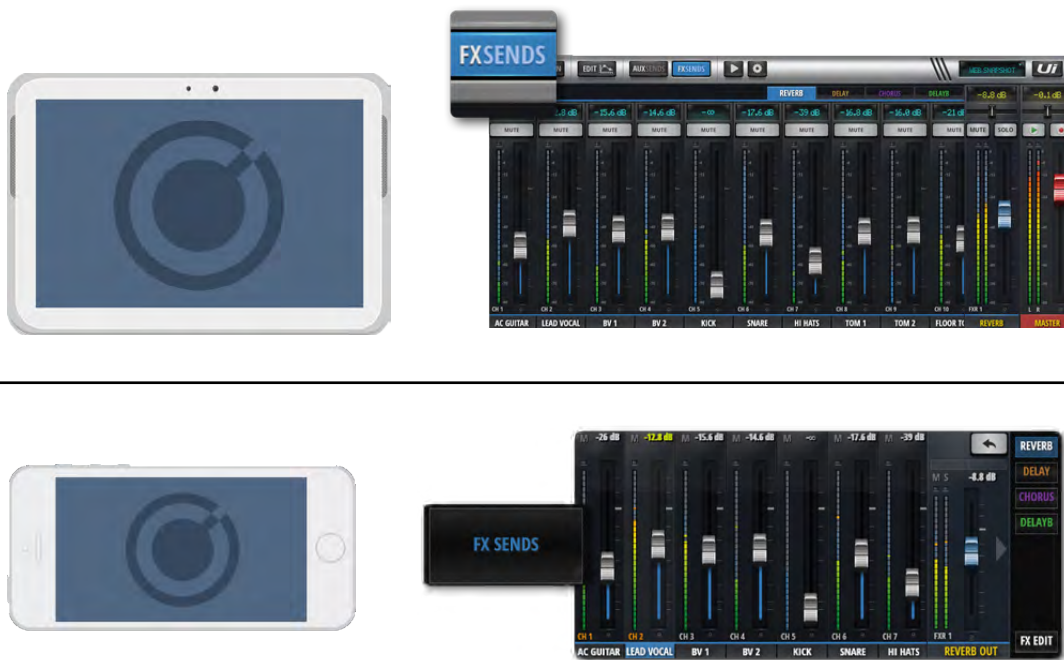 FXSENDS
EDIT AUXSENDS FXSENDS WEB SNAPSHOT Ui
REVERB DELAY CHORUS DELAYB -8.8 dB -0.1 dB
-15.6 dB -14.6 dB -∞ -17.6 dB -39 dB -16.8 dB -16.0 dB
MUTE MUTE MUTE MUTE MUTE MUTE MUTE MUTE MUTE MUTE MUTE SOLO
CH 1 CH 2 CH 3 CH 4 CH 5 CH 6 CH 7 CH 8 CH 9 CH 10 FXR 1 L R
AC GUITAR LEAD VOCAL BV 1 BV 2 KICK SNARE HI HATS TOM 1 TOM 2 FLOOR TO REVERB MASTER
M -26 dB M -12.8 dB M -15.6 dB M -14.6 dB M -∞ M -17.6 dB M -39 dB REVERB
M S -8.8 dB DELAY
CHORUS
DELAYB
FX SENDS
CH 1 CH 2 CH 3 CH 4 CH 5 CH 6 CH 7 FXR 1 FX EDIT
AC GUITAR LEAD VOCAL BV 1 BV 2 KICK SNARE HI HATS REVERB OUT